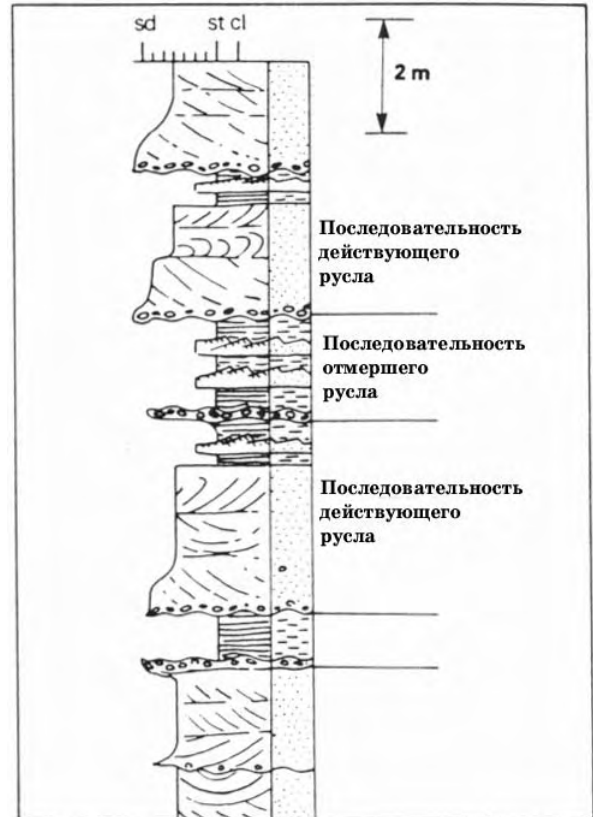 sd st cl
2 m
Последовательность
действующего
русла
Последовательность
отмершего
русла
Последовательность
действующего
русла